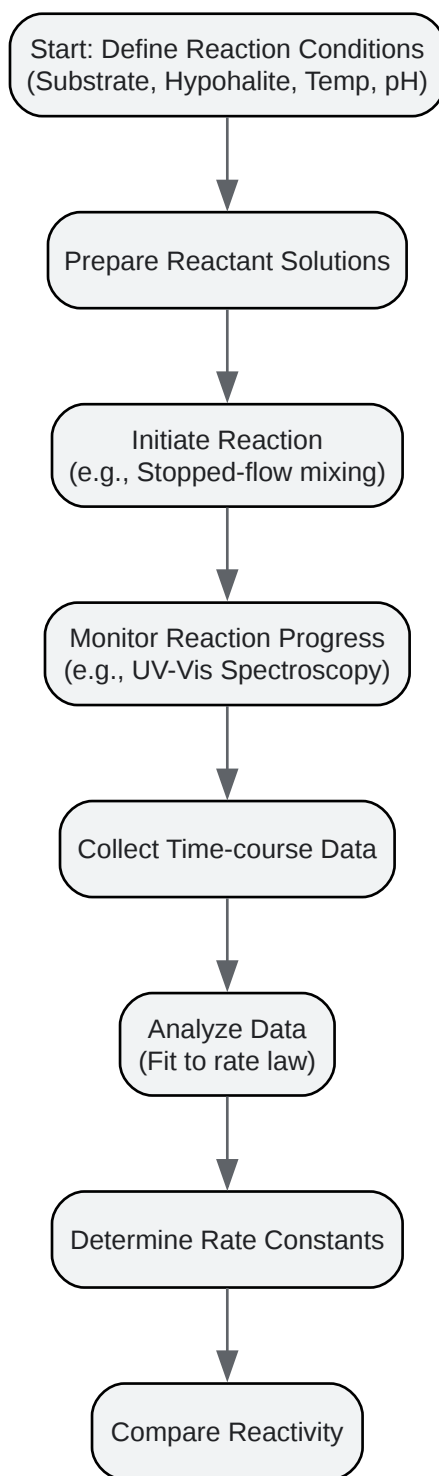 Start: Define Reaction Conditions
(Substrate, Hypohalite, Temp, pH)
Prepare Reactant Solutions
Initiate Reaction
(e.g., Stopped-flow mixing)
Monitor Reaction Progress
(e.g., UV-Vis Spectroscopy)
Collect Time-course Data
Analyze Data
(Fit to rate law)
Determine Rate Constants
Compare Reactivity